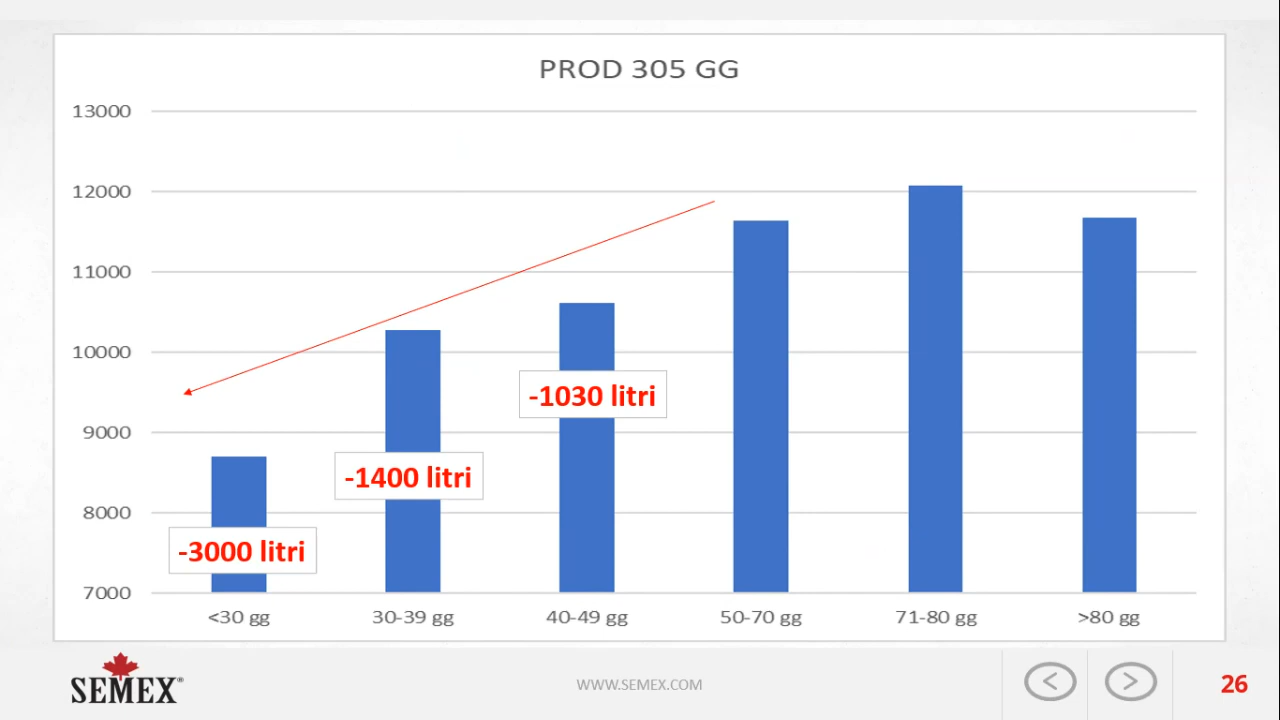 PROD 305 GG
13000
12000
11000
10000
9000
8000
7000
-1030 litri
-1400 litri
-3000 litri
<30 gg 30-39 gg 40-49 gg 50-70 gg 71-80 gg >80 gg
SEMEX®
WWW.SEMEX.COM
26